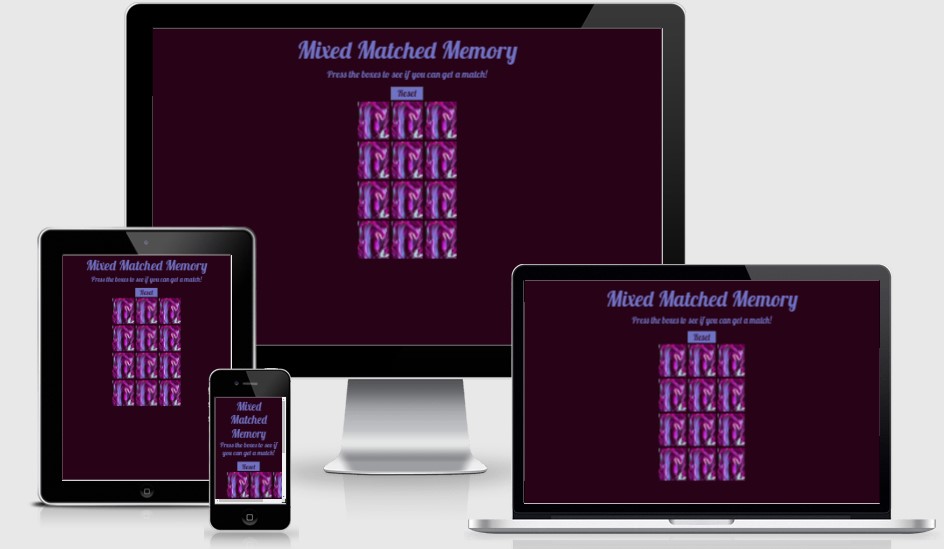 Mixed Matched Memory
Press the boxes to see if you can get a match!
Reset
Mixed Matched Memory
Press the boxes to see if you can get a match!
Reset
Mixed
Matched
Memory
Press the boxes to see if
you can get a match!
Reset
Mixed Matched Memory
Press the boxes to see if you can get a match!
Reset